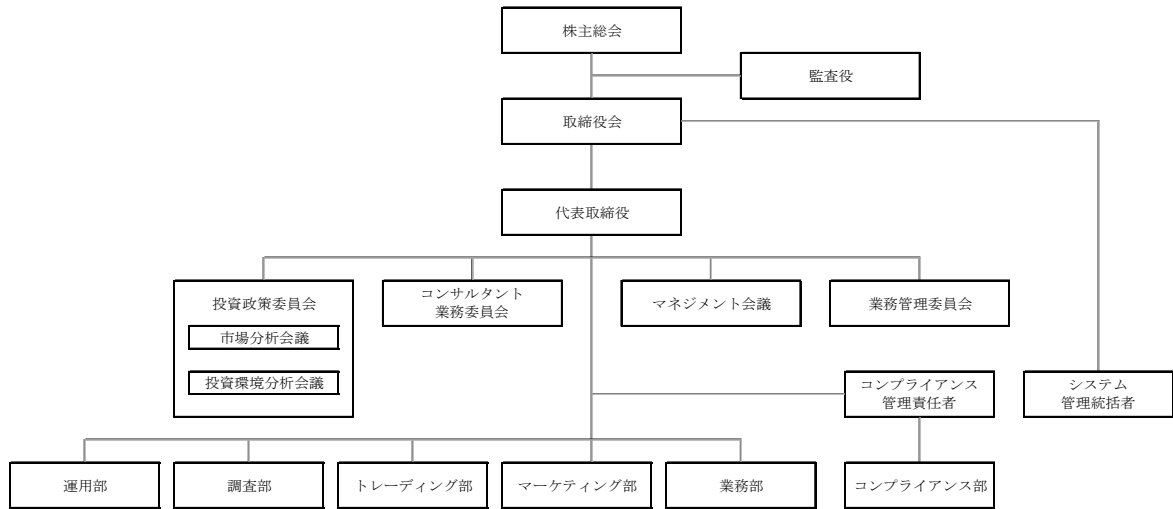 株主総会
監査役
取締役会
代表取締役
投資政策委員会
市場分析会議
投資環境分析会議
コンサルタント
業務委員会
マネジメント会議
業務管理委員会
コンプライアンス
管理責任者
システム
管理統括者
運用部
調査部
トレーディング部
マーケティング部
業務部
コンプライアンス部